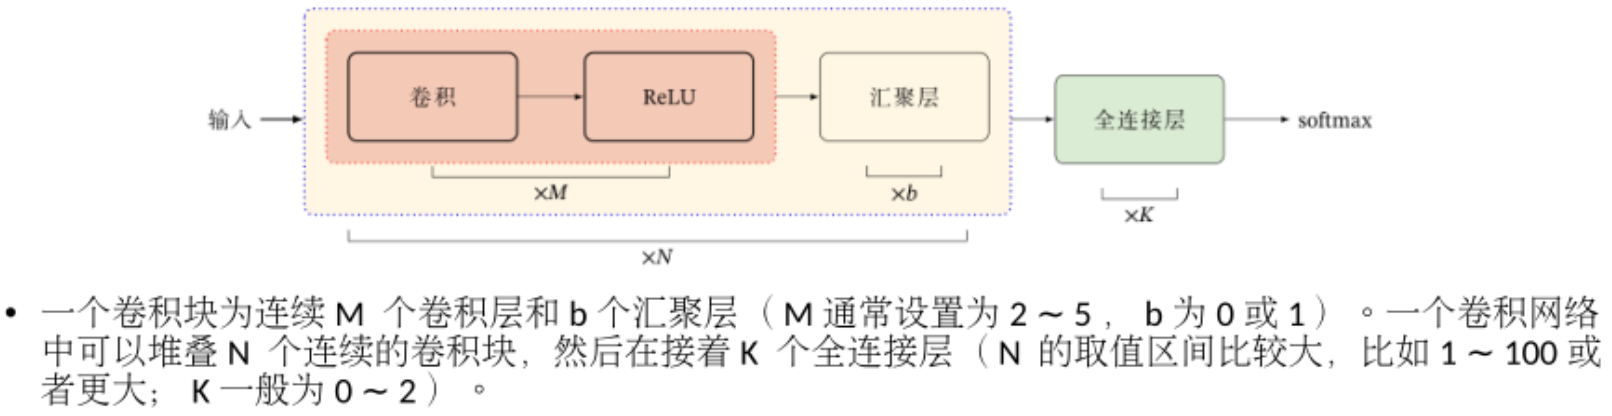 输入
卷积
ReLU
汇聚层
全连接层
softmax
×M
×b
×K
×N
• 一个卷积块为连续 M 个卷积层和 b 个汇聚层（ M 通常设置为 2 ~ 5 ， b 为 0 或 1 ） 。一个卷积网络
中可以堆叠 N 个连续的卷积块，然后在接着 K 个全连接层（ N 的取值区间比较大，比如 1 ~ 100 或
者更大； K 一般为 0 ~ 2 ） 。